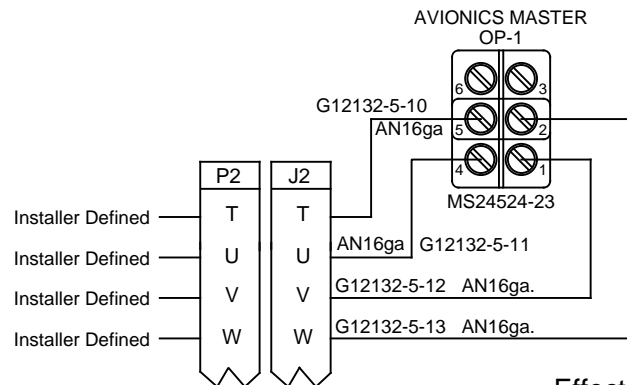 AVIONICS MASTER
OP-1
6 3
G12132-5-10
AN16ga 5 2
4 1
P2 J2
MS24524-23
Installer Defined T T
AN16ga G12132-5-11
Installer Defined U U
G12132-5-12 AN16ga.
Installer Defined V V
G12132-5-13 AN16ga.
Installer Defined W W